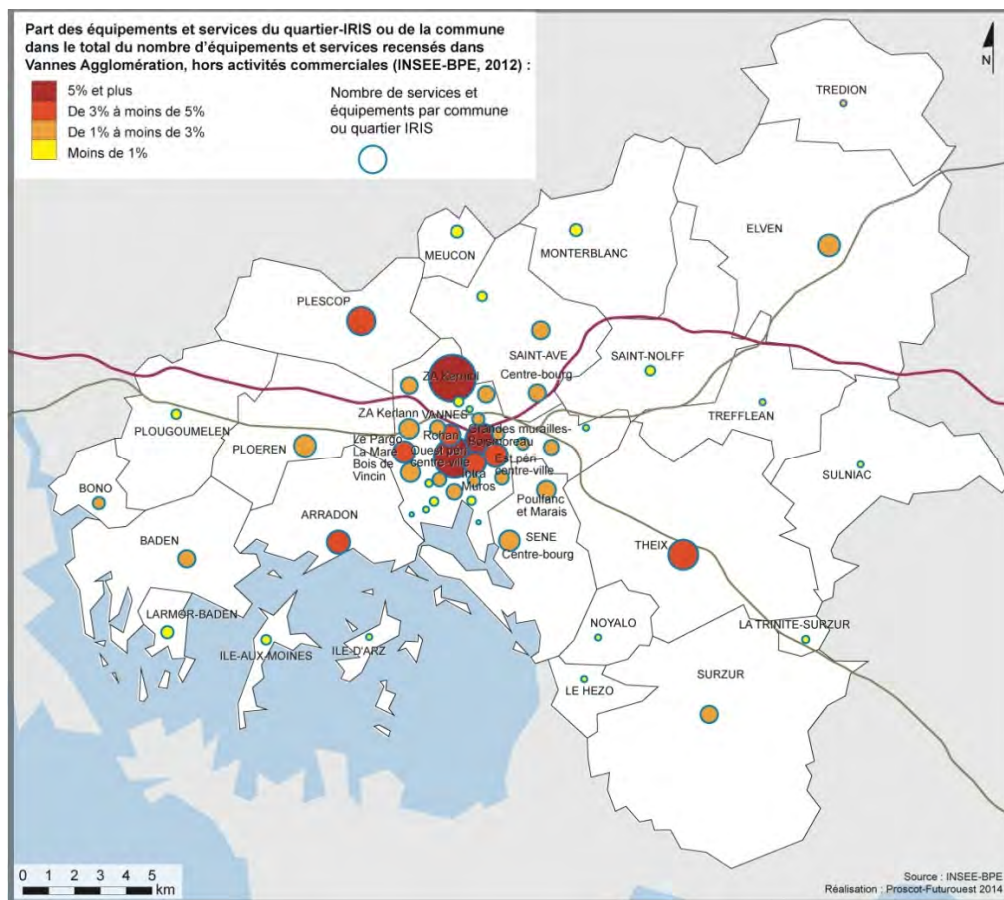 Part des équipements et services du quartier-IRIS ou de la commune
dans le total du nombre d'équipements et services recensés dans
Vannes Agglomération, hors activités commerciales (INSEE-BPE, 2012) :
5% et plus
De 3% à moins de 5%
De 1% à moins de 3%
Moins de 1%
Nombre de services et
équipements par commune
ou quartier IRIS
N
TREDION
ELVEN
MEUCON
MONTERBLANC
PLESCOP
SAINT-AVE
Centre-bourg
SAINT-NOLFF
ZA Kerniol
TREFFLEAN
PLOUGOUMELEN
ZA Kerlann
VANNES
PLOEREN
Le Pargo
La Mare
Bois de
Vincin
Rohan
Grandes murailles-
Boismoreau
Ouest péri
centre-ville
Est péri
centre-ville
Intra
Muros
SULNIAC
BONO
Poulfanc
et Marais
ARRADON
SENE
Centre-bourg
BADEN
THEIX
LARMOR-BADEN
ILE-AUX-MOINES
ILE-D'ARZ
NOYALO
LA TRINITE-SURZUR
LE HEZO
SURZUR
0 1 2 3 4 5
km
Source : INSEE-BPE
Réalisation : Proscot-Futurouest 2014